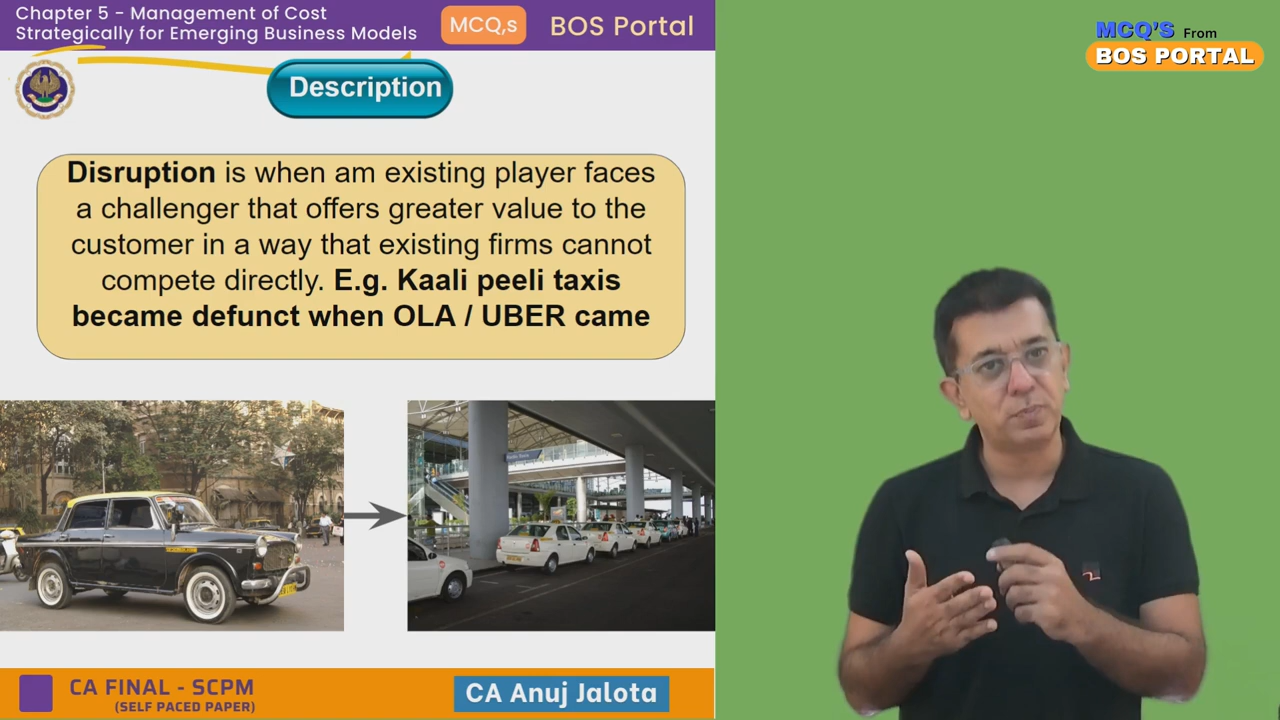 Chapter 5 - Management of Cost
Strategically for Emerging Business Models
MCQ,s
BOS Portal
MCQ'S From
BOS PORTAL
Description
Disruption is when am existing player faces
a challenger that offers greater value to the
customer in a way that existing firms cannot
compete directly. E.g. Kaali peeli taxis
became defunct when OLA / UBER came
CA FINAL - SCPM
(SELF PACED PAPER)
CA Anuj Jalota